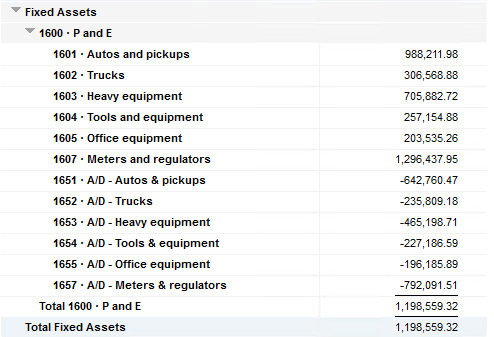 Fixed Assets
1600 · P and E
1601 · Autos and pickups 988,211.98
1602 · Trucks 306,568.88
1603 · Heavy equipment 705,882.72
1604 · Tools and equipment 257,154.88
1605 · Office equipment 203,535.26
1607 · Meters and regulators 1,296,437.95
1651 · A/D - Autos & pickups -642,760.47
1652 · A/D - Trucks -235,809.18
1653 · A/D - Heavy equipment -465,198.71
1654 · A/D - Tools & equipment -227,186.59
1655 · A/D - Office equipment -196,185.89
1657 · A/D - Meters & regulators -792,091.51
Total 1600 · P and E 1,198,559.32
Total Fixed Assets 1,198,559.32